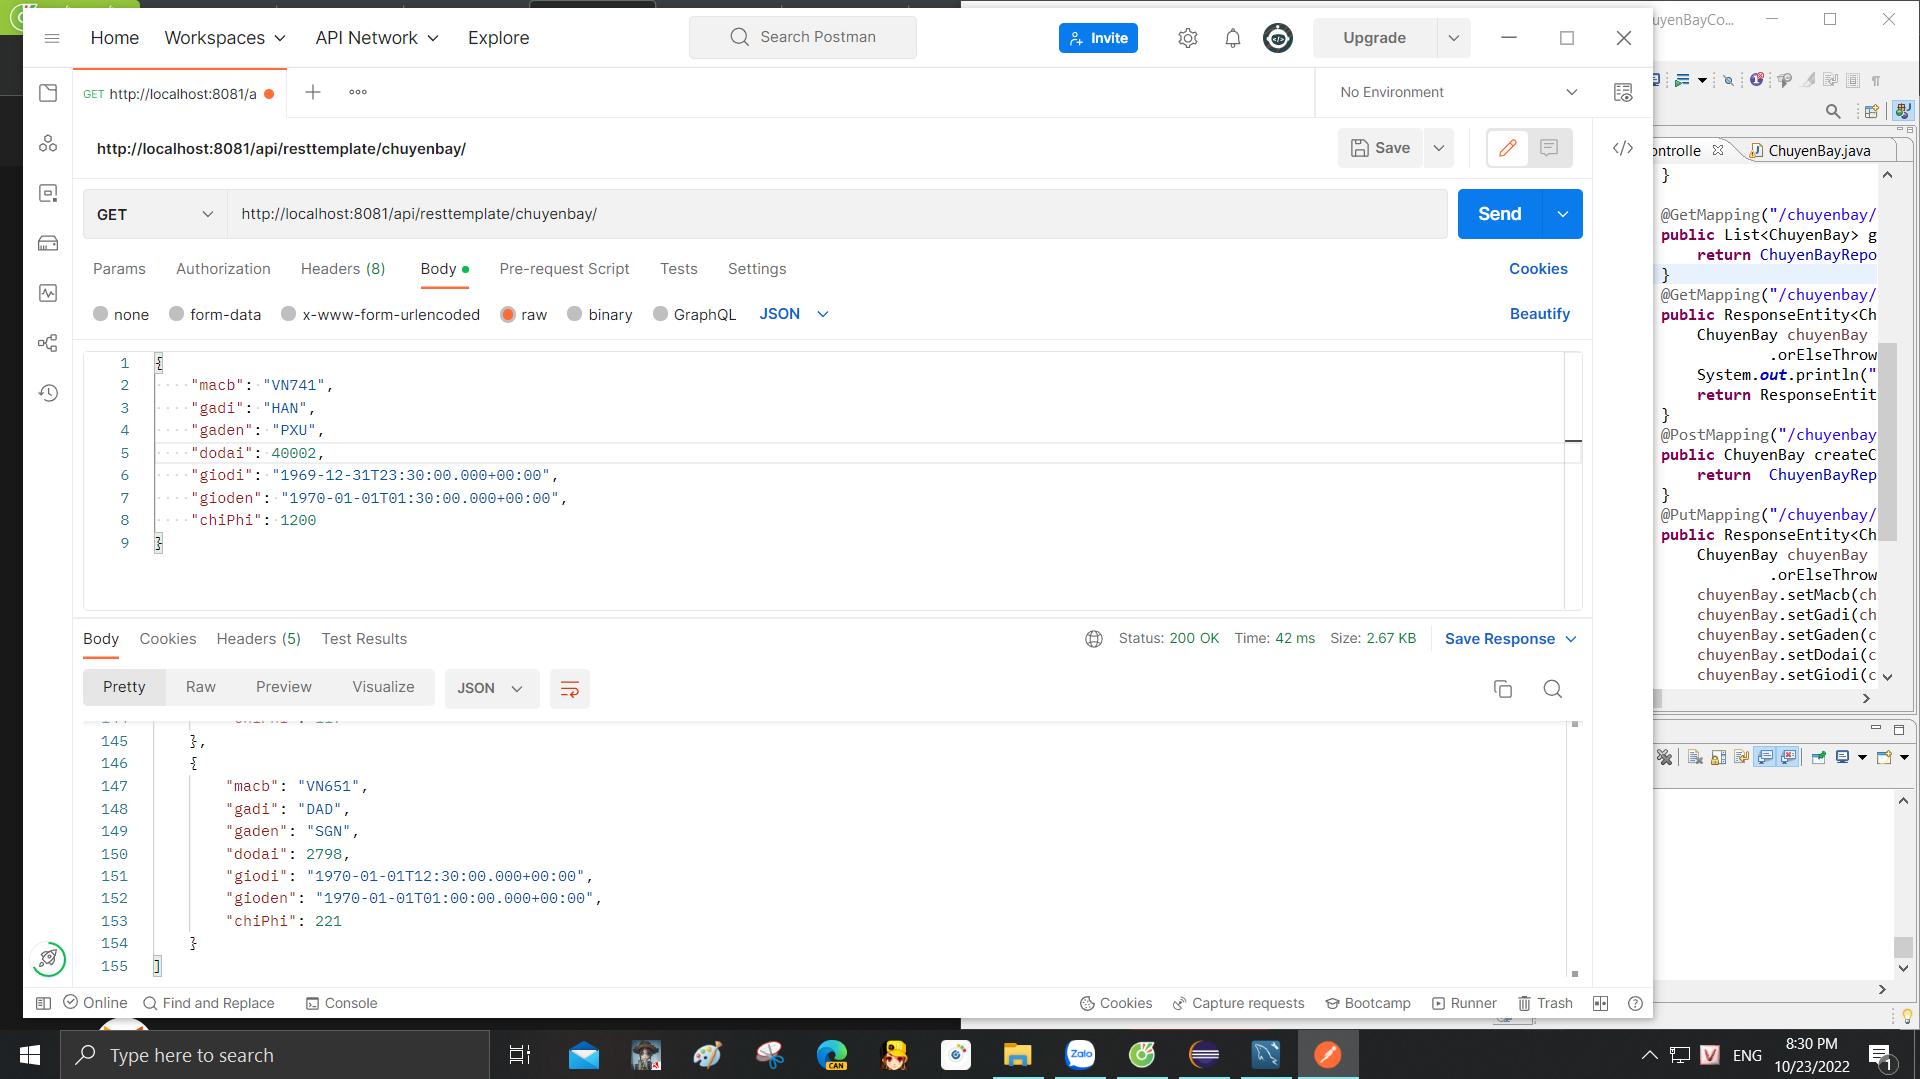 Home
Workspaces
API Network
Explore
Search Postman
Invite
Upgrade
GET http://localhost:8081/a
No Environment
http://localhost:8081/api/resttemplate/chuyenbay/
Save
GET
http://localhost:8081/api/resttemplate/chuyenbay/
Send
Params
Authorization
Headers (8)
Body
Pre-request Script
Tests
Settings
Cookies
none
form-data
x-www-form-urlencoded
raw
binary
GraphQL
JSON
Beautify
1 {
2 "macb": "VN741",
3 "gadi": "HAN",
4 "gaden": "PXU",
5 "dodai": 40002,
6 "giodi": "1969-12-31T23:30:00.000+00:00",
7 "gioden": "1970-01-01T01:30:00.000+00:00",
8 "chiPhi": 1200
9 }
Body
Cookies
Headers (5)
Test Results
Status: 200 OK
Time: 42 ms
Size: 2.67 KB
Save Response
Pretty
Raw
Preview
Visualize
JSON
145 },
146 {
147 "macb": "VN651",
148 "gadi": "DAD",
149 "gaden": "SGN",
150 "dodai": 2798,
151 "giodi": "1970-01-01T12:30:00.000+00:00",
152 "gioden": "1970-01-01T01:00:00.000+00:00",
153 "chiPhi": 221
154 }
155 ]
Online
Find and Replace
Console
Cookies
Capture requests
Bootcamp
Runner
Trash
uyenBayCo...
ontrolle
ChuyenBay.java
}
@GetMapping("/chuyenbay/
public List<ChuyenBay> g
return ChuyenBayRepo
}
@GetMapping("/chuyenbay/
public ResponseEntity<Ch
ChuyenBay chuyenBay
.orElseThrow
System.out.println("
return ResponseEntit
}
@PostMapping("/chuyenbay
public ChuyenBay createC
return ChuyenBayRep
}
@PutMapping("/chuyenbay/
public ResponseEntity<Ch
ChuyenBay chuyenBay
.orElseThrow
chuyenBay.setMacb(ch
chuyenBay.setGadi(ch
chuyenBay.setGaden(c
chuyenBay.setDodai(c
chuyenBay.setGiodi(c
Type here to search
CAN
Zalo
V
ENG
8:30 PM
10/23/2022
1